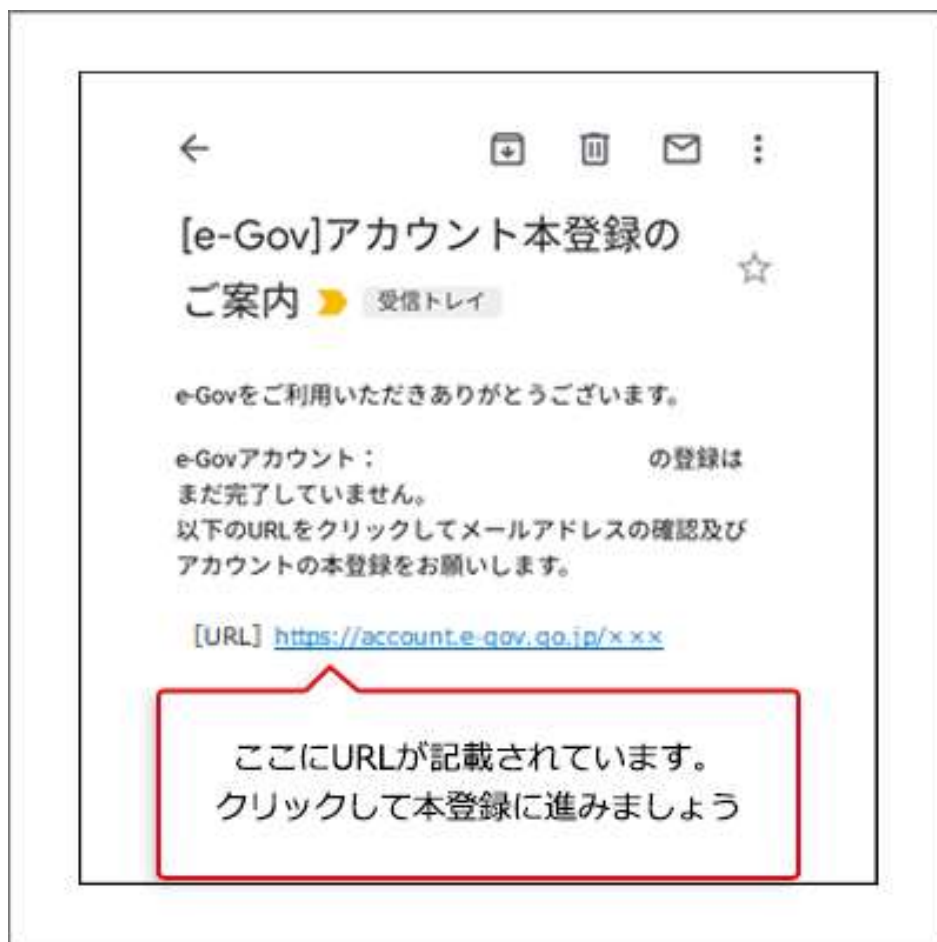 [e-Gov]アカウント本登録の
ご案内 受信トレイ
e-Govをご利用いただきありがとうございます。
e-Govアカウント： の登録は
まだ完了していません。
以下のURLをクリックしてメールアドレスの確認及び
アカウントの本登録をお願いします。
［URL］https://account.e-gov.go.jp/×××
ここにURLが記載されています。
クリックして本登録に進みましょう